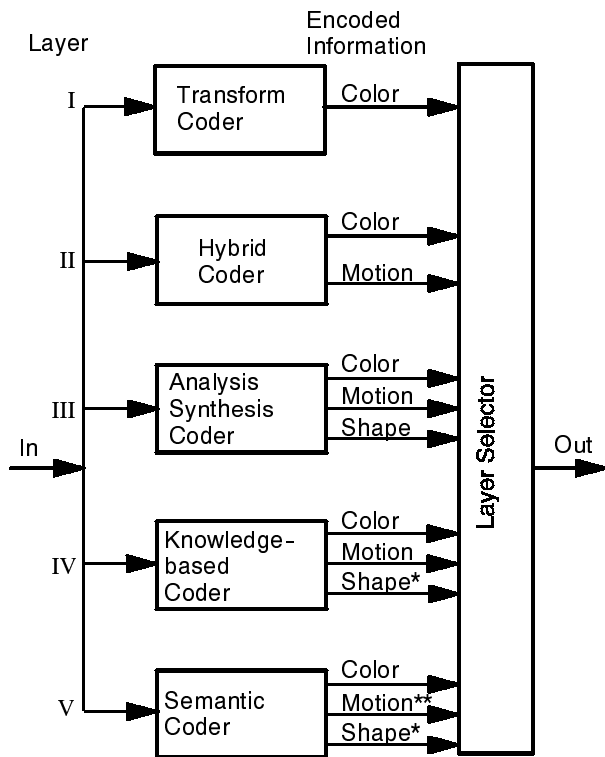 Layer
Encoded
Information
I
Transform
Coder
Color
II
Hybrid
Coder
Color
Motion
III
Analysis
Synthesis
Coder
Color
Motion
Shape
In
Layer Selector
Out
IV
Knowledge-
based
Coder
Color
Motion
Shape*
V
Semantic
Coder
Color
Motion**
Shape*